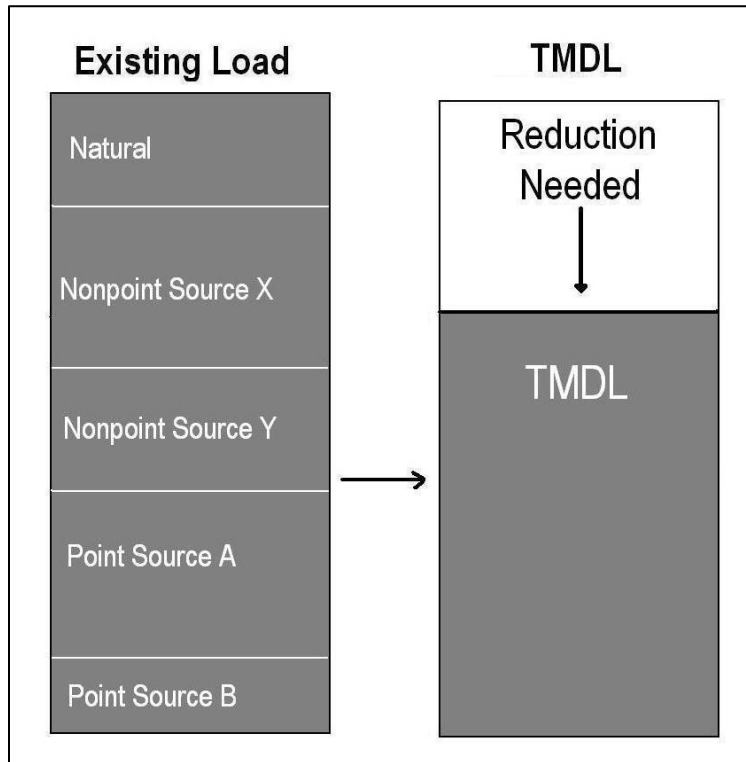 Existing Load
Natural
Nonpoint Source X
Nonpoint Source Y
Point Source A
Point Source B
TMDL
Reduction
Needed
TMDL